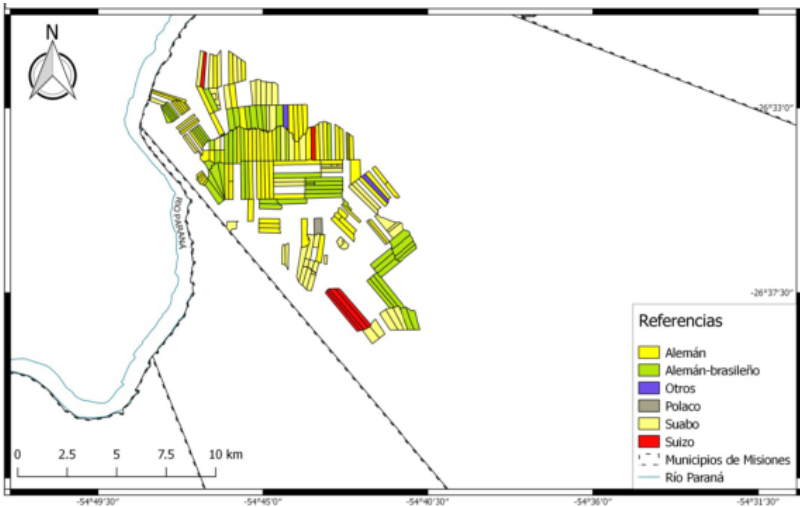 N
RÍO PARANÁ
-26°33'0''
-26°37'30''
Referencias
Alemán
Alemán-brasileño
Otros
Polaco
Suabo
Suizo
Municipios de Misiones
Río Paraná
0 2.5 5 7.5 10 km
-54°49'30'' -54°45'0'' -54°40'30'' -54°36'0'' -54°31'30''